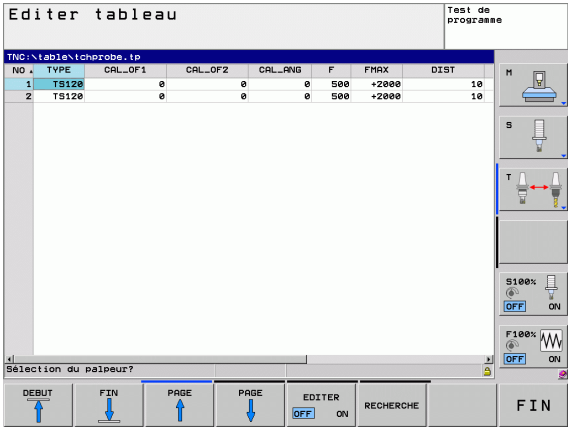 Editer tableau
Test de
programme
TNC:\table\tchprobe.tp
NO TYPE CAL_OF1 CAL_OF2 CAL_ANG F FMAX DIST
1 TS120 0 0 0 500 +2000 10
2 TS120 0 0 0 500 +2000 10
M
S
T
S100%
OFF ON
F100%
OFF ON
Sélection du palpeur?
DEBUT
FIN
PAGE
PAGE
EDITER
OFF ON
RECHERCHE
FIN